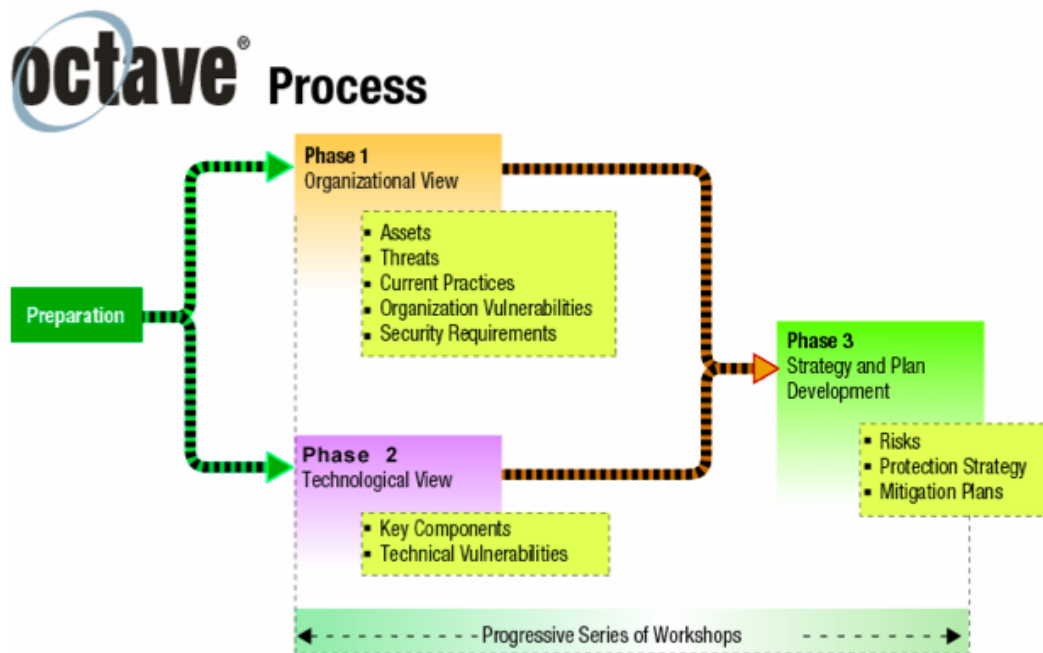 octave® Process
Phase 1
Organizational View
▪ Assets
▪ Threats
▪ Current Practices
▪ Organization Vulnerabilities
▪ Security Requirements
Preparation
Phase 3
Strategy and Plan
Development
▪ Risks
▪ Protection Strategy
▪ Mitigation Plans
Phase 2
Technological View
▪ Key Components
▪ Technical Vulnerabilities
Progressive Series of Workshops